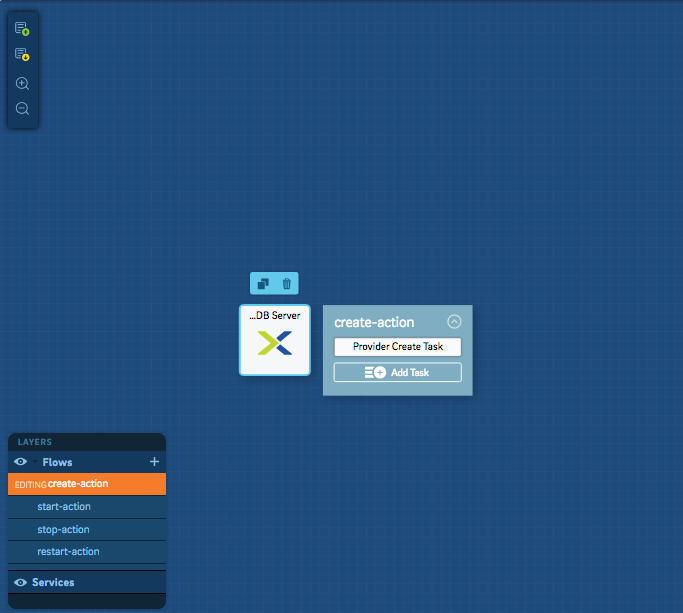 ...DB Server
create-action
Provider Create Task
Add Task
LAYERS
Flows
EDITING create-action
start-action
stop-action
restart-action
Services